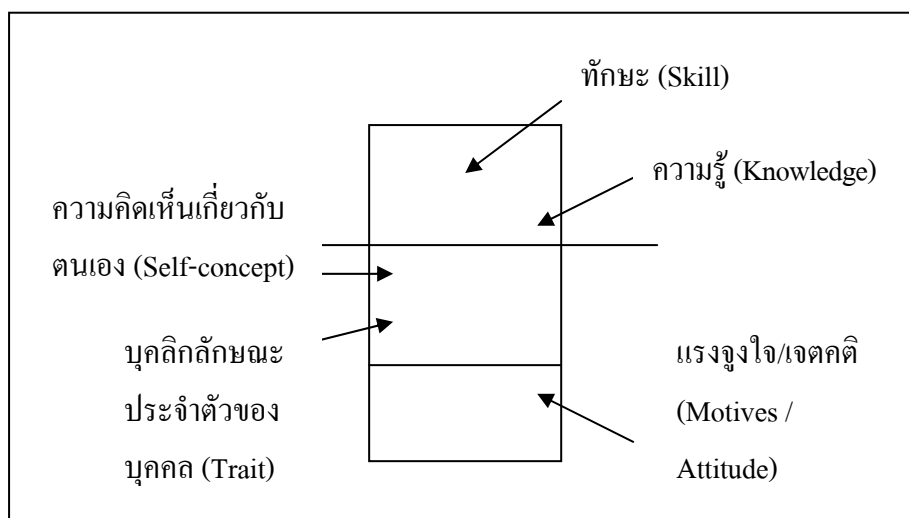 ทักษะ (Skill)
ความรู้ (Knowledge)
ความคิดเห็นเกี่ยวกับ
ตนเอง (Self-concept)
บุคลิกลักษณะ
ประจำตัวของ
บุคคล (Trait)
แรงจูงใจ/เจตคติ
(Motives /
Attitude)